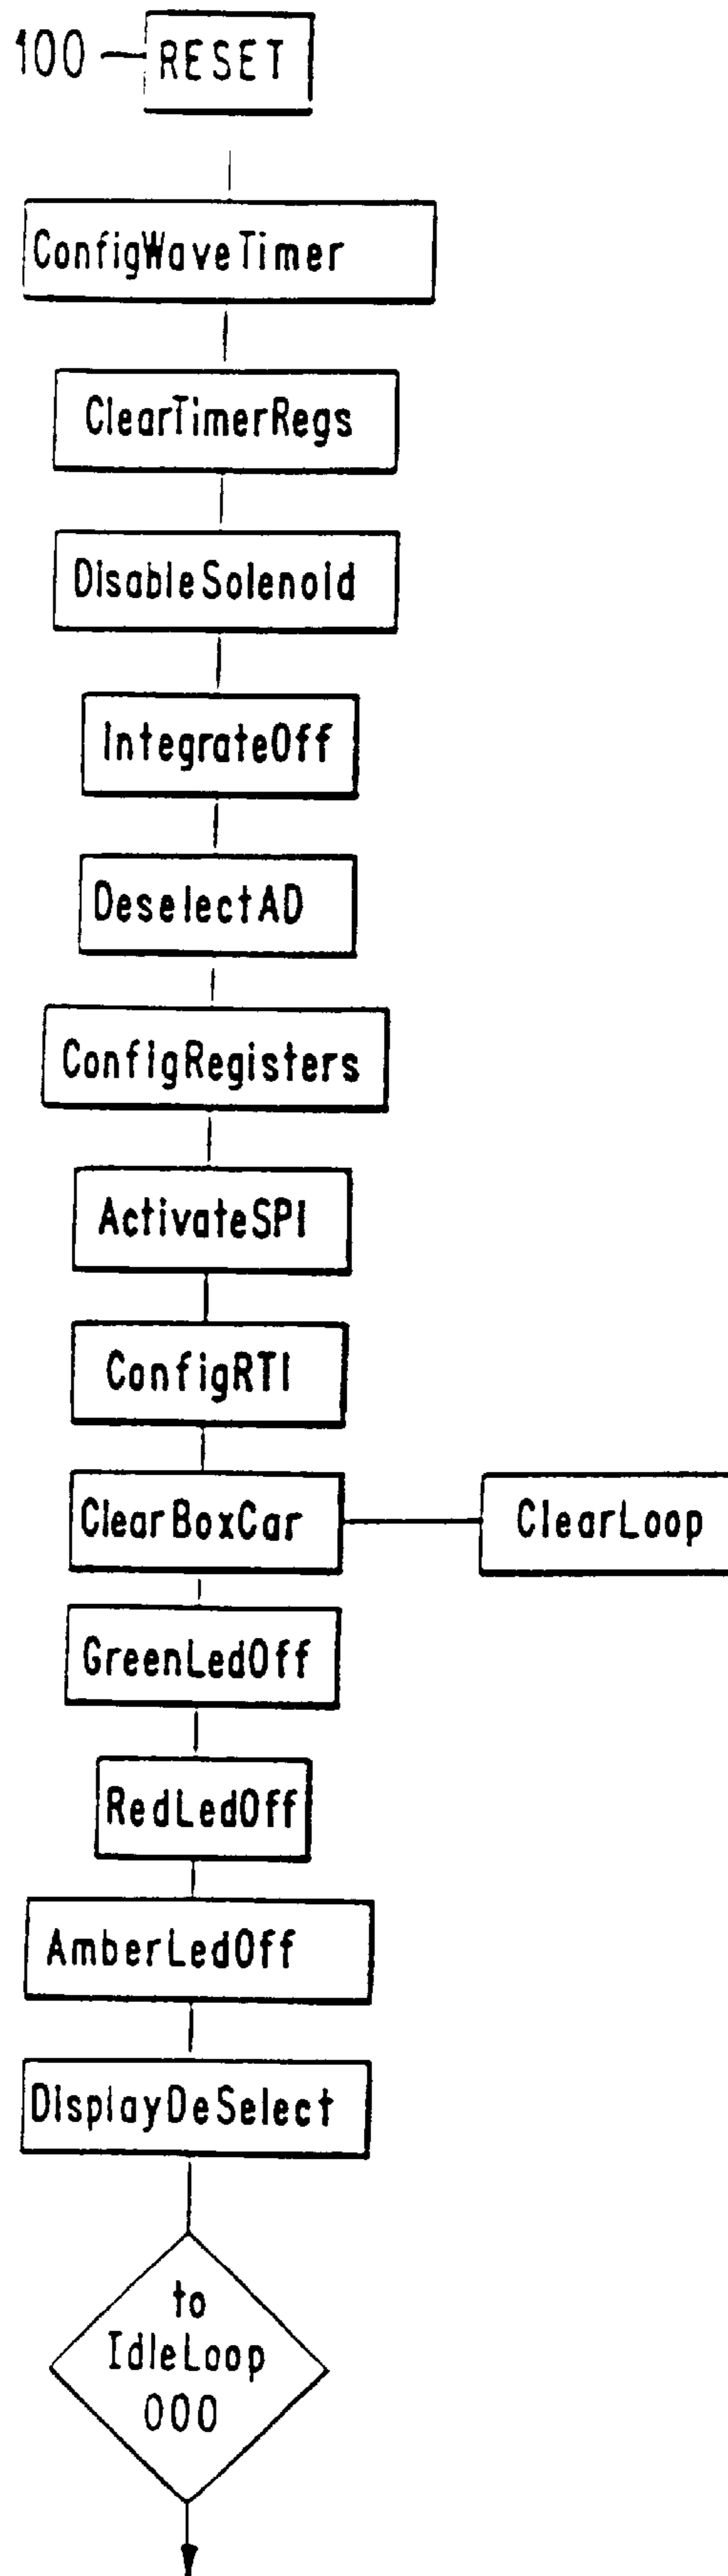 100 RESET
ConfigWaveTimer
ClearTimerRegs
DisableSolenoid
IntegrateOff
DeselectAD
ConfigRegisters
ActivateSPI
ConfigRTI
ClearBoxCar ClearLoop
GreenLedOff
RedLedOff
AmberLedOff
DisplayDeSelect
to
IdleLoop
000